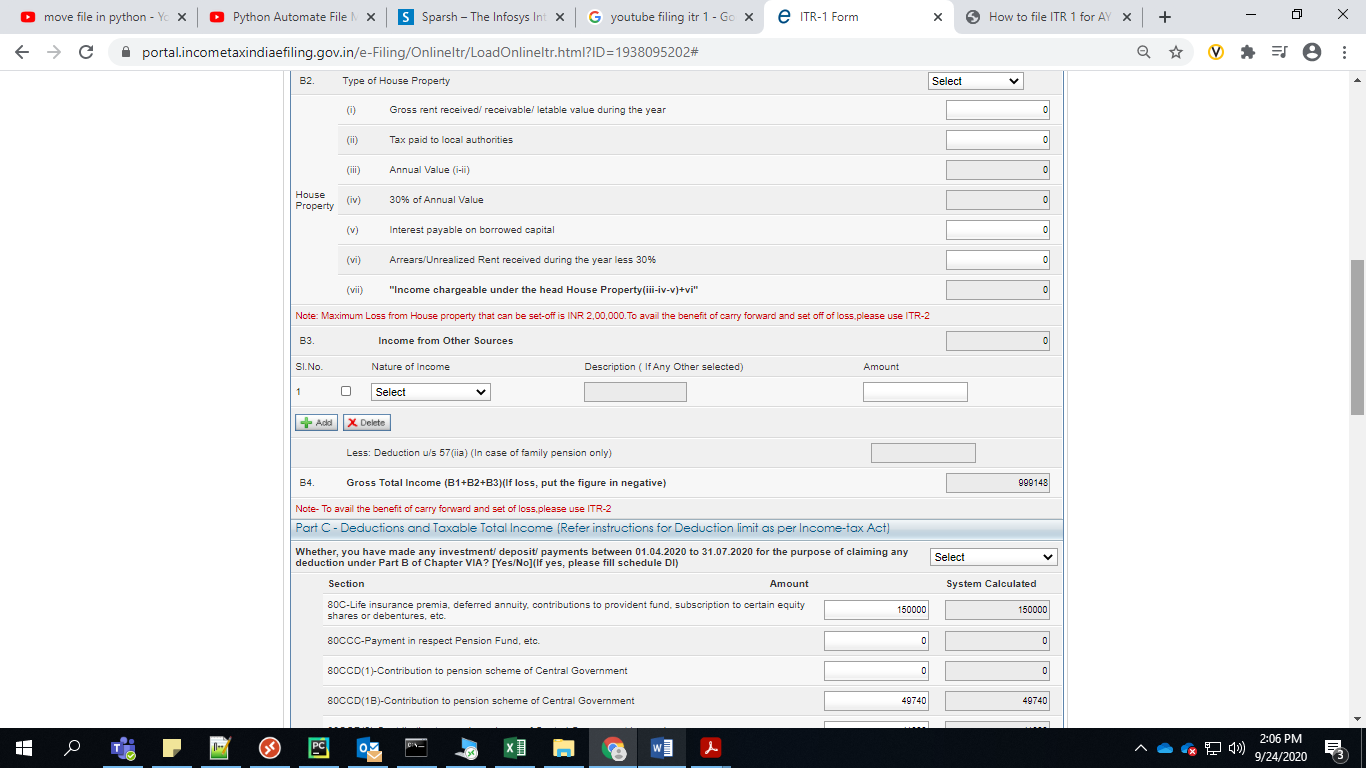 move file in python - Yo
Python Automate File M
Sparsh – The Infosys Int
youtube filing itr 1 - Go
ITR-1 Form
How to file ITR 1 for AY
portal.incometaxindiaefiling.gov.in/e-Filing/OnlineItr/LoadOnlineItr.html?ID=1938095202#
B2. Type of House Property Select
(i) Gross rent received/ receivable/ letable value during the year 0
(ii) Tax paid to local authorities 0
(iii) Annual Value (i-ii) 0
House Property
(iv) 30% of Annual Value 0
(v) Interest payable on borrowed capital 0
(vi) Arrears/Unrealized Rent received during the year less 30% 0
(vii) "Income chargeable under the head House Property(iii-iv-v)+vi" 0
Note: Maximum Loss from House property that can be set-off is INR 2,00,000.To avail the benefit of carry forward and set off of loss,please use ITR-2
B3. Income from Other Sources 0
Sl.No. Nature of Income Description ( If Any Other selected) Amount
1 Select
Add Delete
Less: Deduction u/s 57(iia) (In case of family pension only)
B4. Gross Total Income (B1+B2+B3)(If loss, put the figure in negative) 999148
Note- To avail the benefit of carry forward and set of loss,please use ITR-2
Part C - Deductions and Taxable Total Income (Refer instructions for Deduction limit as per Income-tax Act)
Whether, you have made any investment/ deposit/ payments between 01.04.2020 to 31.07.2020 for the purpose of claiming any
deduction under Part B of Chapter VIA? [Yes/No](If yes, please fill schedule DI) Select
Section Amount System Calculated
80C-Life insurance premia, deferred annuity, contributions to provident fund, subscription to certain equity
shares or debentures, etc. 150000 150000
80CCC-Payment in respect Pension Fund, etc. 0 0
80CCD(1)-Contribution to pension scheme of Central Government 0 0
80CCD(1B)-Contribution to pension scheme of Central Government 49740 49740
2:06 PM
9/24/2020
3